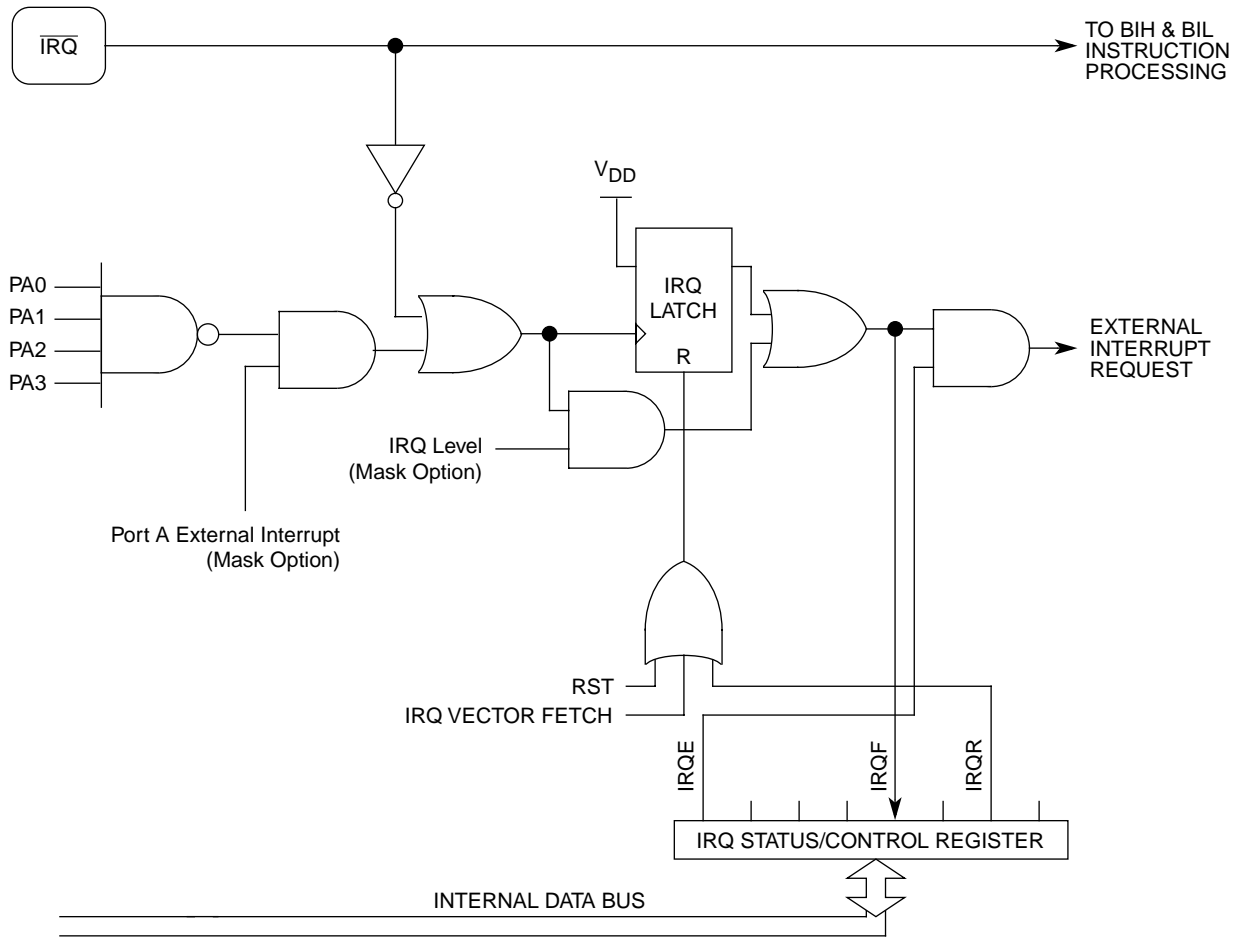 IRQ
TO BIH & BIL
INSTRUCTION
PROCESSING
VDD
PA0
PA1
PA2
PA3
IRQ
LATCH
R
EXTERNAL
INTERRUPT
REQUEST
IRQ Level
(Mask Option)
Port A External Interrupt
(Mask Option)
RST
IRQ VECTOR FETCH
IRQE
IRQF
IRQR
IRQ STATUS/CONTROL REGISTER
INTERNAL DATA BUS